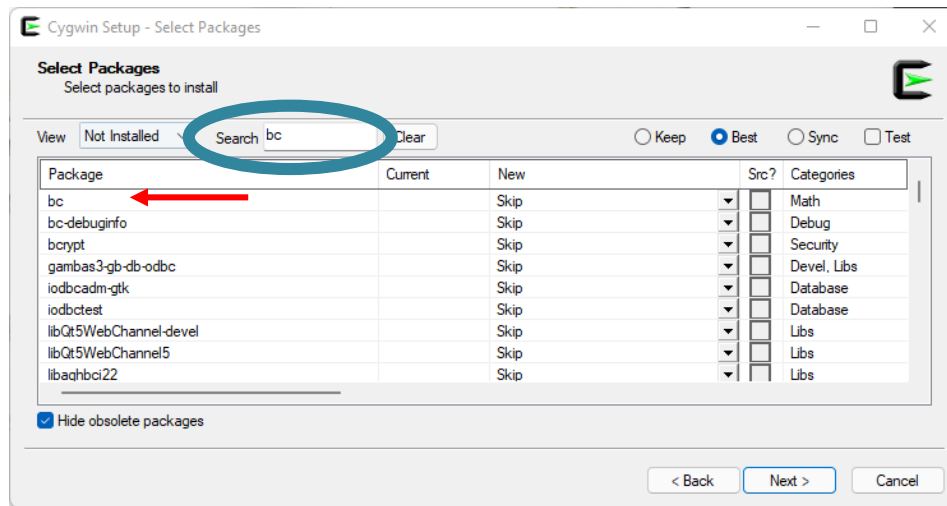 Cygwin Setup - Select Packages
Select Packages
Select packages to install
View Not Installed Search bc Clear Keep Best Sync Test
Package Current New Src? Categories
bc Skip Math
bc-debuginfo Skip Debug
bcrypt Skip Security
gambas3-gb-db-odbc Skip Devel, Libs
iodbcadm-gtk Skip Database
iodbctest Skip Database
libQt5WebChannel-devel Skip Libs
libQt5WebChannel5 Skip Libs
libaqhbci22 Skip Libs
Hide obsolete packages
< Back Next > Cancel